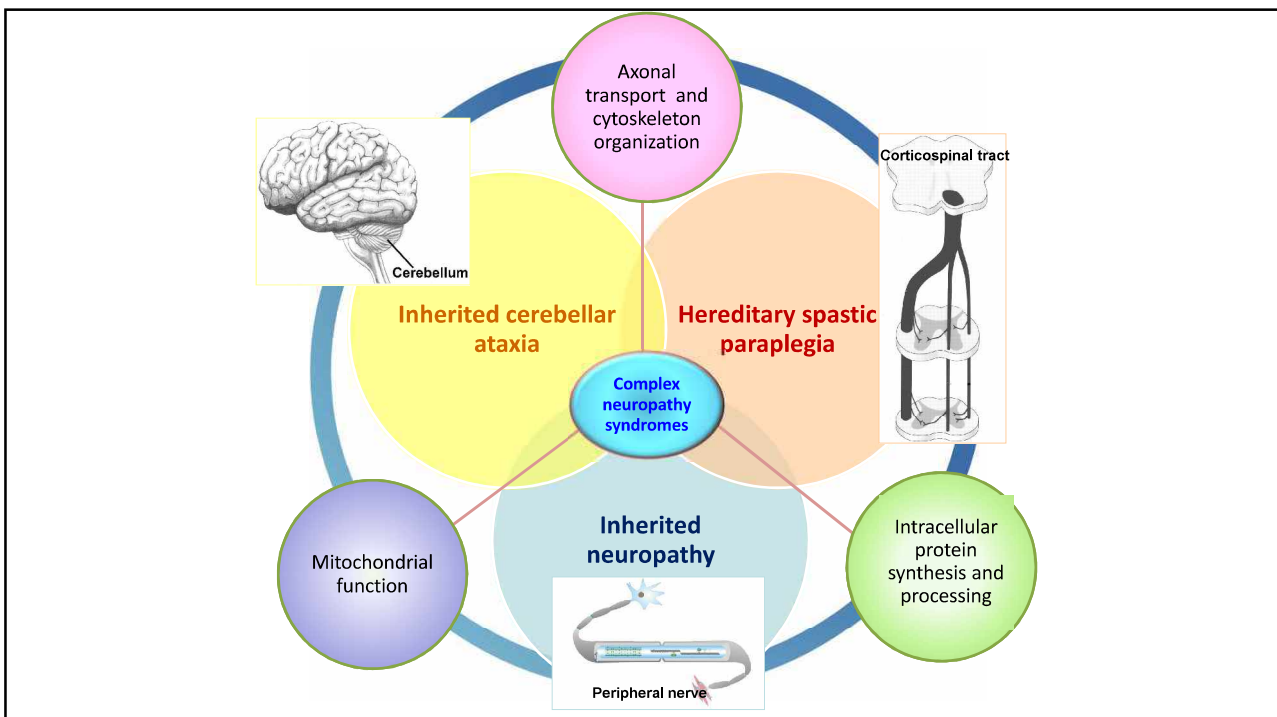 Axonal
transport and
cytoskeleton
organization
Corticospinal tract
Cerebellum
Inherited cerebellar
ataxia
Hereditary spastic
paraplegia
Complex
neuropathy
syndromes
Mitochondrial
function
Inherited
neuropathy
Intracellular
protein
synthesis and
processing
Peripheral nerve